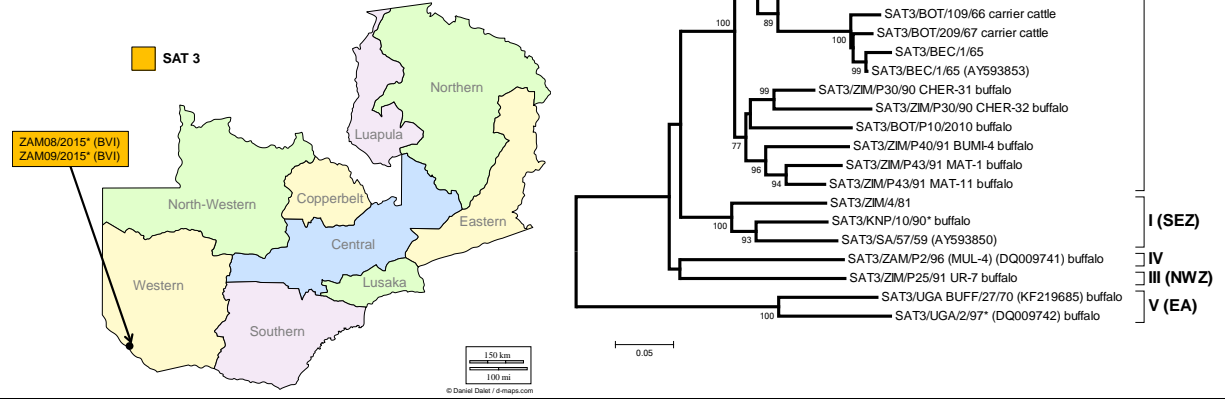 SAT 3
ZAM08/2015* (BVI)
ZAM09/2015* (BVI)
Northern
Luapula
North-Western
Copperbelt
Eastern
Central
Western
Lusaka
Southern
150 km
100 mi
© Daniel Dalet / d-maps.com
100
89
SAT3/BOT/109/66 carrier cattle
100
SAT3/BOT/209/67 carrier cattle
SAT3/BEC/1/65
99
SAT3/BEC/1/65 (AY593853)
99
SAT3/ZIM/P30/90 CHER-31 buffalo
SAT3/ZIM/P30/90 CHER-32 buffalo
SAT3/BOT/P10/2010 buffalo
77
SAT3/ZIM/P40/91 BUMI-4 buffalo
96
SAT3/ZIM/P43/91 MAT-1 buffalo
94
SAT3/ZIM/P43/91 MAT-11 buffalo
SAT3/ZIM/4/81
100
SAT3/KNP/10/90* buffalo
93
SAT3/SA/57/59 (AY593850)
I (SEZ)
SAT3/ZAM/P2/96 (MUL-4) (DQ009741) buffalo
IV
SAT3/ZIM/P25/91 UR-7 buffalo
III (NWZ)
SAT3/UGA BUFF/27/70 (KF219685) buffalo
100
SAT3/UGA/2/97* (DQ009742) buffalo
V (EA)
0.05